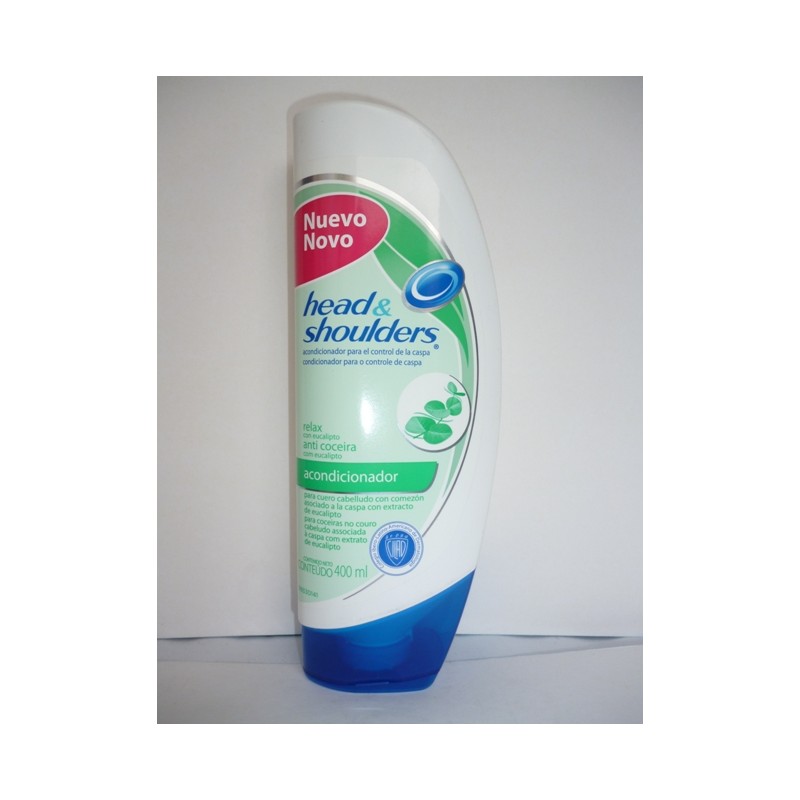 Nuevo
Novo
head &
shoulders®
acondicionador para el control de la caspa
condicionador para o controle de caspa
relax
con eucalipto
anti coceira
com eucalipto
acondicionador
para cuero cabelludo con comezón
asociado a la caspa con extracto
de eucalipto
para coceiras no couro
cabeludo associada
a caspa com extrato
de eucalipto
CONTENIDO NETO
CONTEÚDO 400 ml